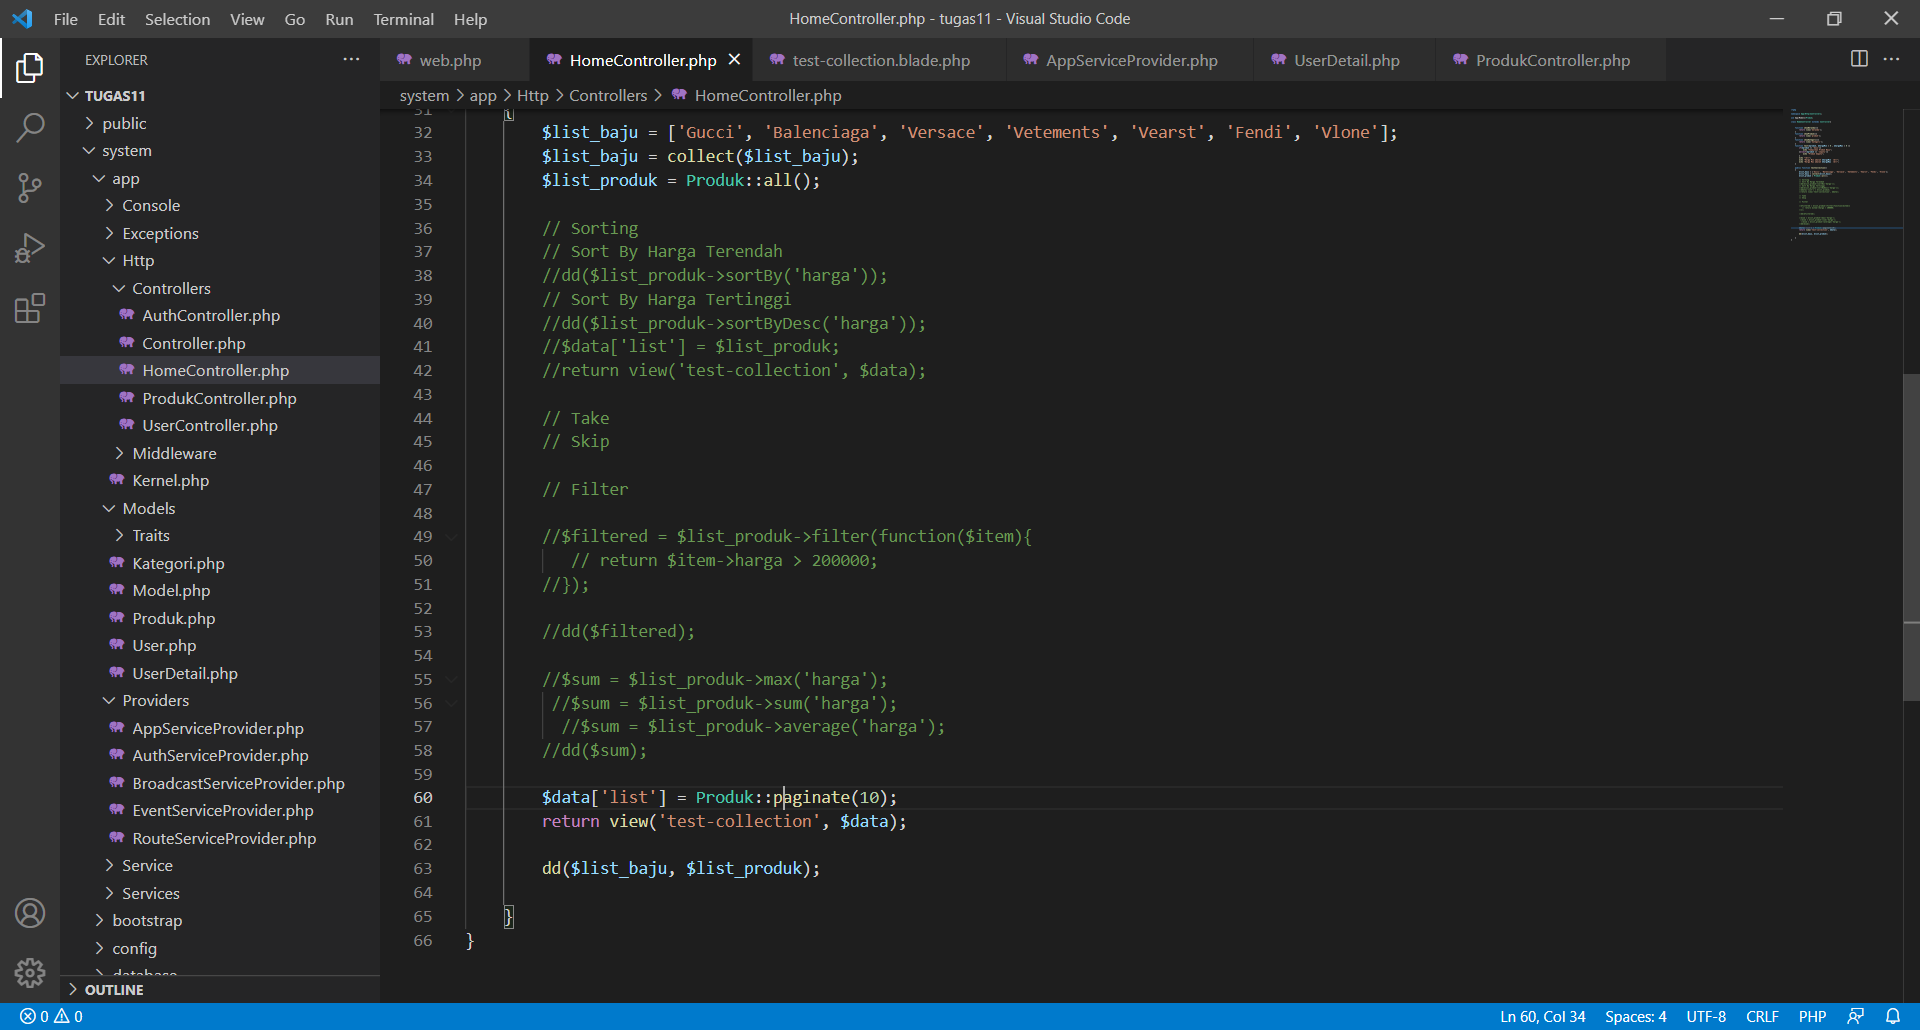 File Edit Selection View Go Run Terminal Help
HomeController.php - tugas11 - Visual Studio Code
EXPLORER
web.php
HomeController.php
test-collection.blade.php
AppServiceProvider.php
UserDetail.php
ProdukController.php
system > app > Http > Controllers > HomeController.php
TUGAS11
public
system
app
Console
Exceptions
Http
Controllers
AuthController.php
Controller.php
HomeController.php
ProdukController.php
UserController.php
Middleware
Kernel.php
Models
Traits
Kategori.php
Model.php
Produk.php
User.php
UserDetail.php
Providers
AppServiceProvider.php
AuthServiceProvider.php
BroadcastServiceProvider.php
EventServiceProvider.php
RouteServiceProvider.php
Service
Services
bootstrap
config
database
OUTLINE
31 {
32 $list_baju = ['Gucci', 'Balenciaga', 'Versace', 'Vetements', 'Vearst', 'Fendi', 'Vlone'];
33 $list_baju = collect($list_baju);
34 $list_produk = Produk::all();
35
36 // Sorting
37 // Sort By Harga Terendah
38 //dd($list_produk->sortBy('harga'));
39 // Sort By Harga Tertinggi
40 //dd($list_produk->sortByDesc('harga'));
41 //$data['list'] = $list_produk;
42 //return view('test-collection', $data);
43
44 // Take
45 // Skip
46
47 // Filter
48
49 //$filtered = $list_produk->filter(function($item){
50 // return $item->harga > 200000;
51 //});
52
53 //dd($filtered);
54
55 //$sum = $list_produk->max('harga');
56 //$sum = $list_produk->sum('harga');
57 //$sum = $list_produk->average('harga');
58 //dd($sum);
59
60 $data['list'] = Produk::paginate(10);
61 return view('test-collection', $data);
62
63 dd($list_baju, $list_produk);
64
65 }
66 }
0 0
Ln 60, Col 34 Spaces: 4 UTF-8 CRLF PHP